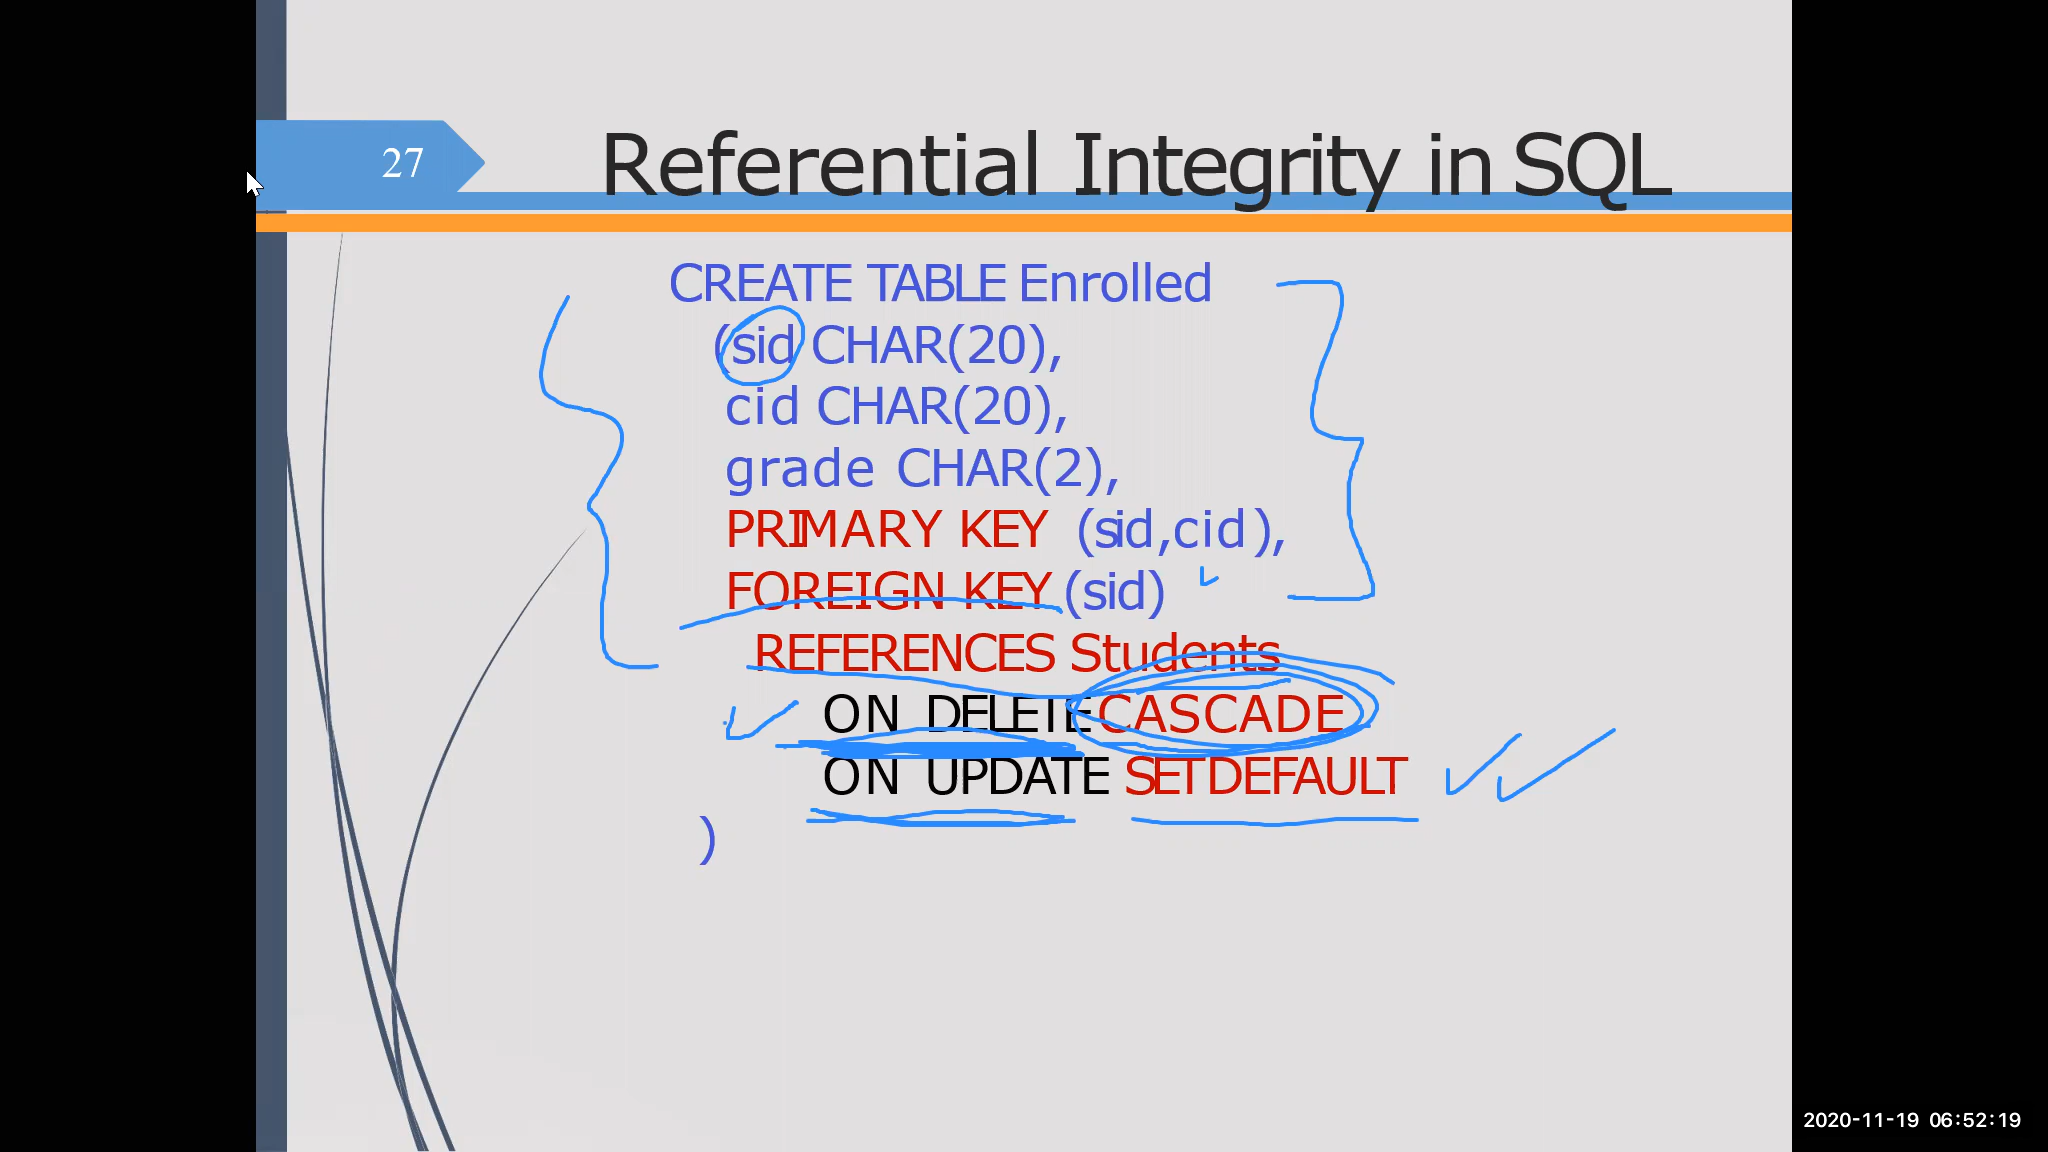 27
Referential Integrity in SQL
CREATE TABLE Enrolled
(sid CHAR(20),
cid CHAR(20),
grade CHAR(2),
PRIMARY KEY (sid,cid),
FOREIGN KEY (sid)
REFERENCES Students
ON DELETE CASCADE
ON UPDATE SET DEFAULT
)
2020-11-19 06:52:19